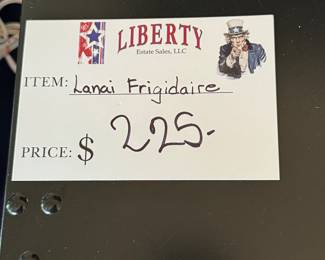 LIBERTY
Estate Sales, LLC
ITEM: Lanai Frigidaire
PRICE: $ 225.-